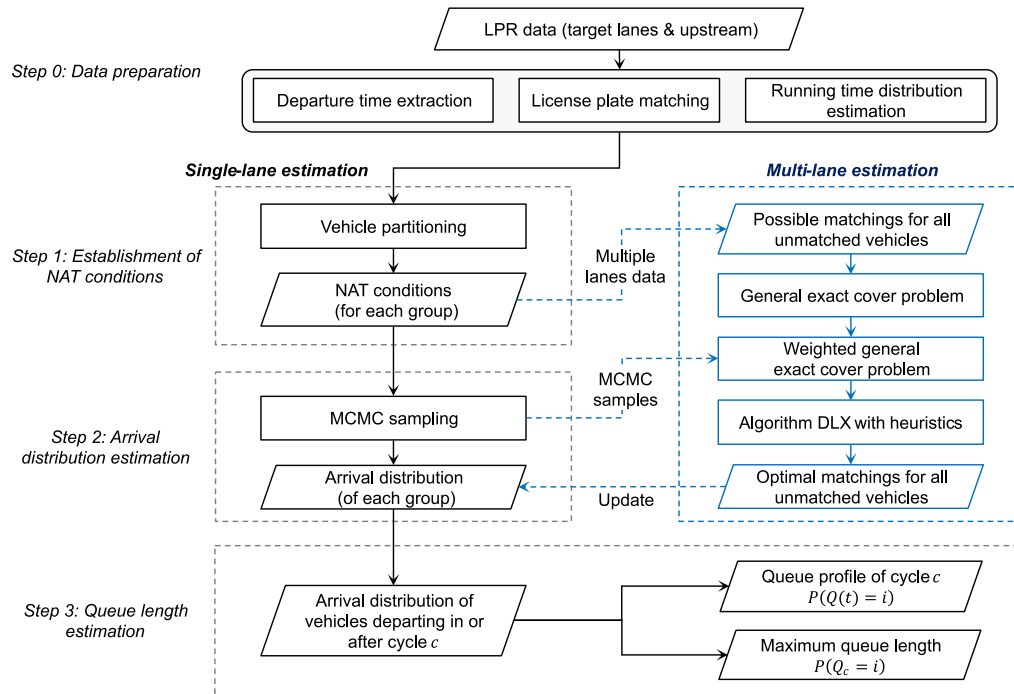 LPR data (target lanes & upstream)
Step 0: Data preparation
Departure time extraction
License plate matching
Running time distribution
estimation
Single-lane estimation
Multi-lane estimation
Step 1: Establishment of
NAT conditions
Vehicle partitioning
NAT conditions
(for each group)
Multiple
lanes data
Possible matchings for all
unmatched vehicles
General exact cover problem
Weighted general
exact cover problem
MCMC
samples
Step 2: Arrival
distribution estimation
MCMC sampling
Arrival distribution
(of each group)
Algorithm DLX with heuristics
Optimal matchings for all
unmatched vehicles
Update
Step 3: Queue length
estimation
Arrival distribution of
vehicles departing in or
after cycle c
Queue profile of cycle c
P(Q(t) = i)
Maximum queue length
P(Q_c = i)